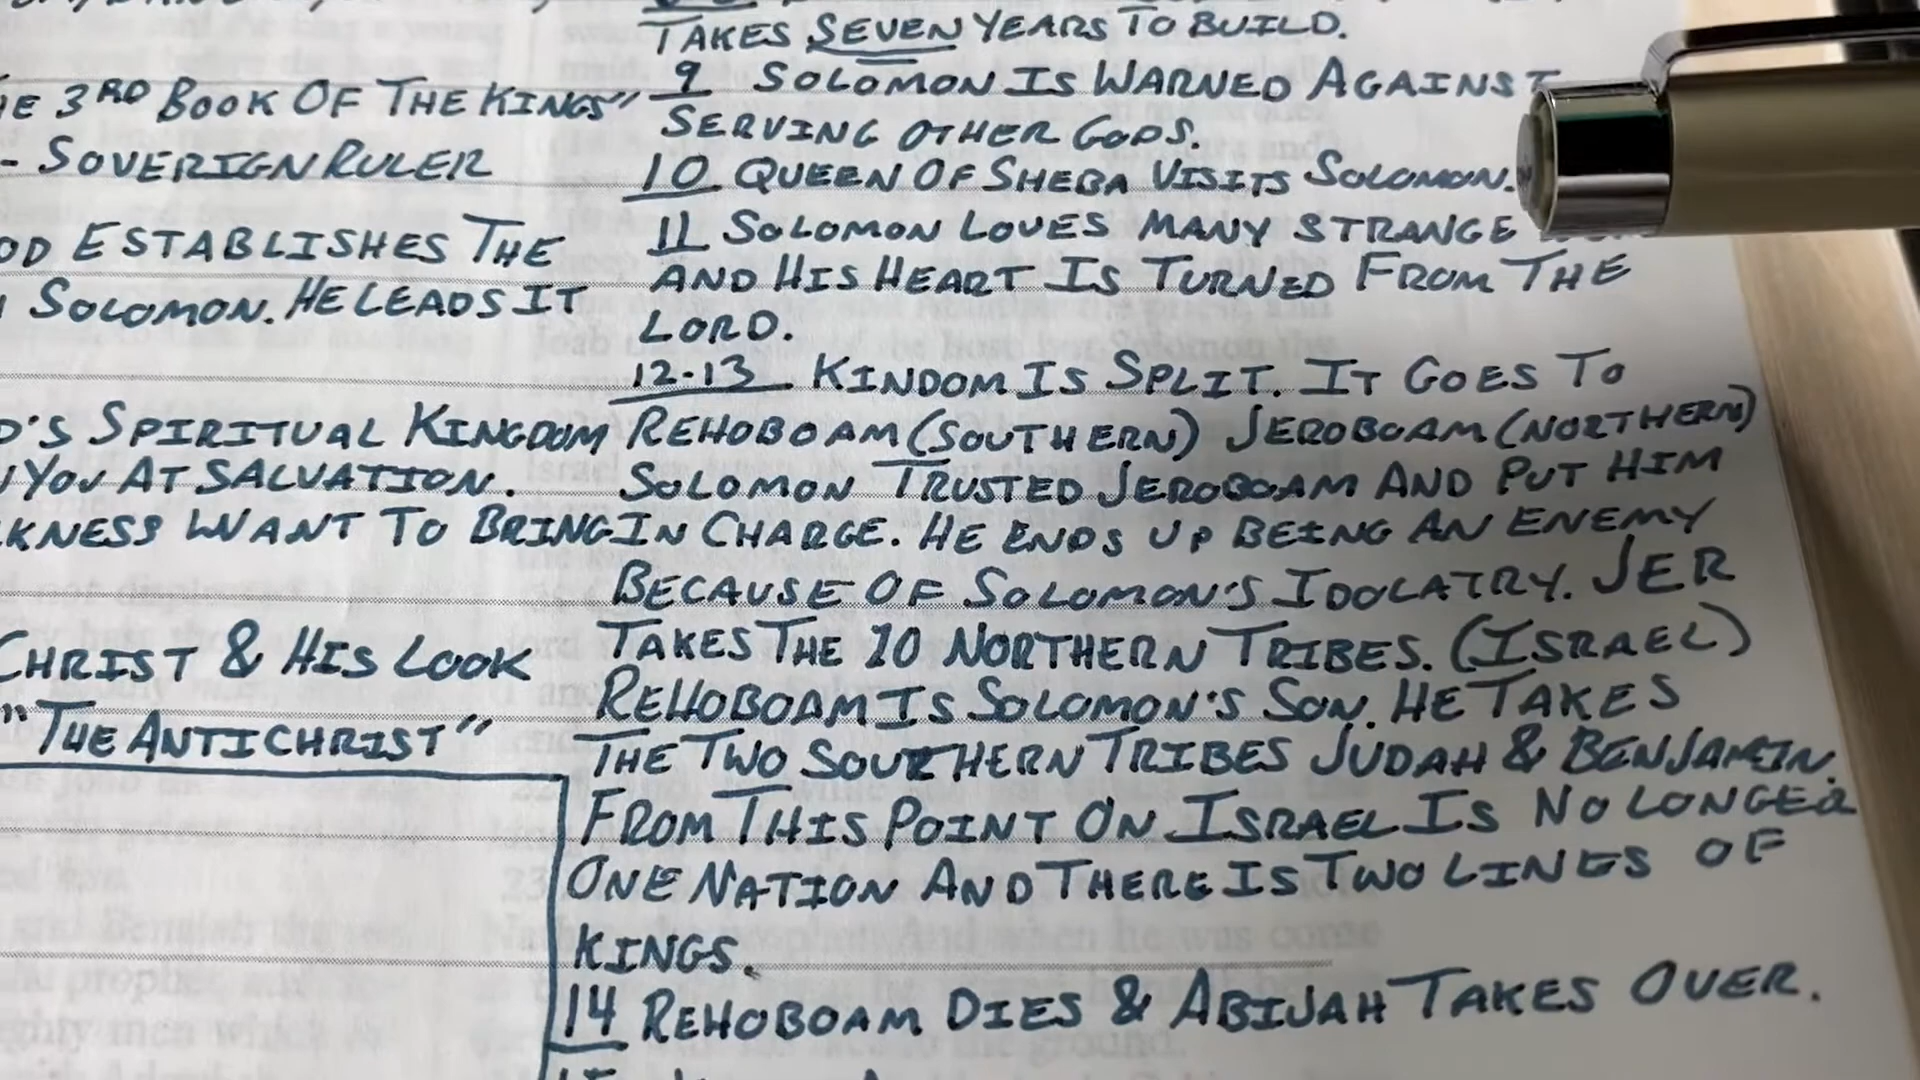 THE 3RD BOOK OF THE KINGS"
- SOVERIGN RULER
ESTABLISHES THE
SOLOMON. HE LEADS IT
SPIRITUAL KINGDOM
YOU AT SALVATION.
WANT TO BRING
CHRIST & HIS LOOK
"THE ANTICHRIST"
TAKES SEVEN YEARS TO BUILD.
9 SOLOMON IS WARNED AGAINST
SERVING OTHER GODS.
10 QUEEN OF SHEBA VISITS SOLOMON.
11 SOLOMON LOVES MANY STRANGE
AND HIS HEART IS TURNED FROM THE
LORD.
12-13 KINDOM IS SPLIT. IT GOES TO
REHOBOAM (SOUTHERN) JEROBOAM (NORTHERN)
SOLOMON TRUSTED JEROBOAM AND PUT HIM
IN CHARGE. HE ENDS UP BEING AN ENEMY
BECAUSE OF SOLOMON'S IDOLATRY. JER
TAKES THE 10 NORTHERN TRIBES. (ISRAEL)
REHOBOAM IS SOLOMON'S SON. HE TAKES
THE TWO SOUTHERN TRIBES JUDAH & BENJAMIN.
FROM THIS POINT ON ISRAEL IS NO LONGER
ONE NATION AND THERE IS TWO LINES OF
KINGS.
14 REHOBOAM DIES & ABIJAH TAKES OVER.